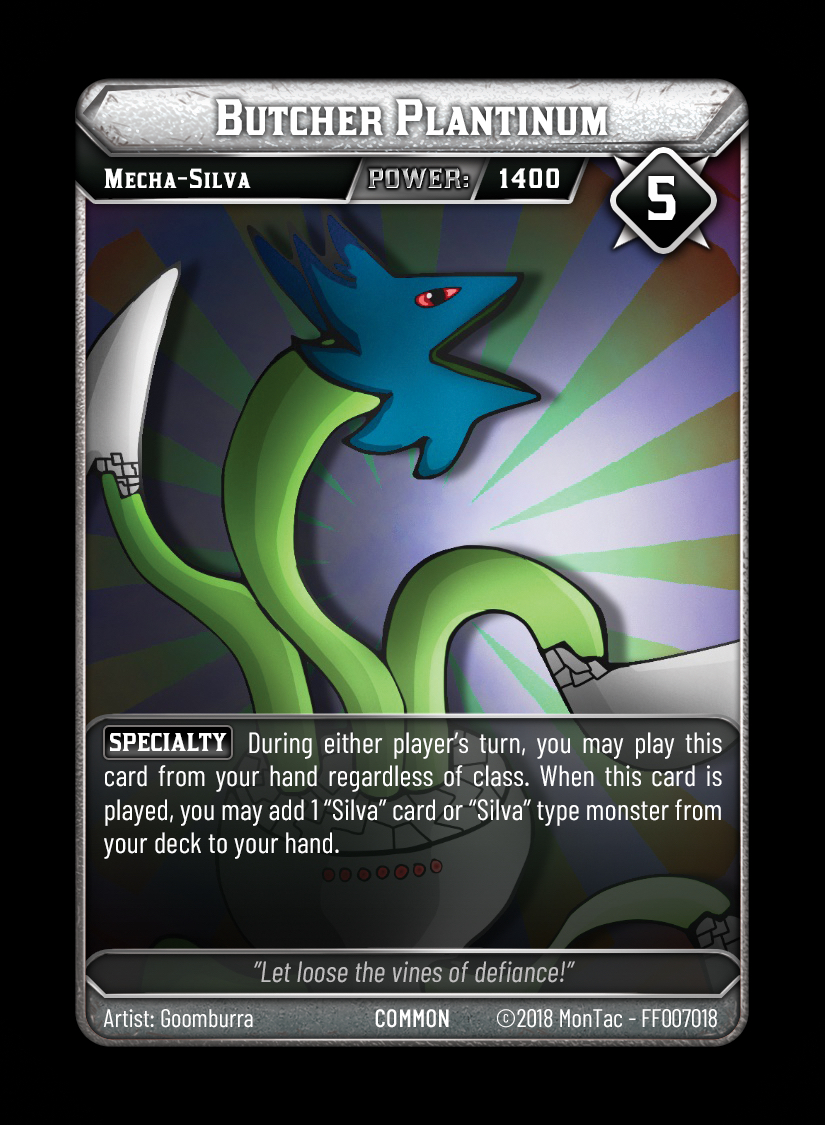 Butcher Plantinum
Mecha-Silva
POWER:
1400
5
SPECIALTY During either player's turn, you may play this
card from your hand regardless of class. When this card is
played, you may add 1 "Silva" card or "Silva" type monster from
your deck to your hand.
"Let loose the vines of defiance!"
Artist: Goomburra
COMMON
©2018 MonTac - FF007018